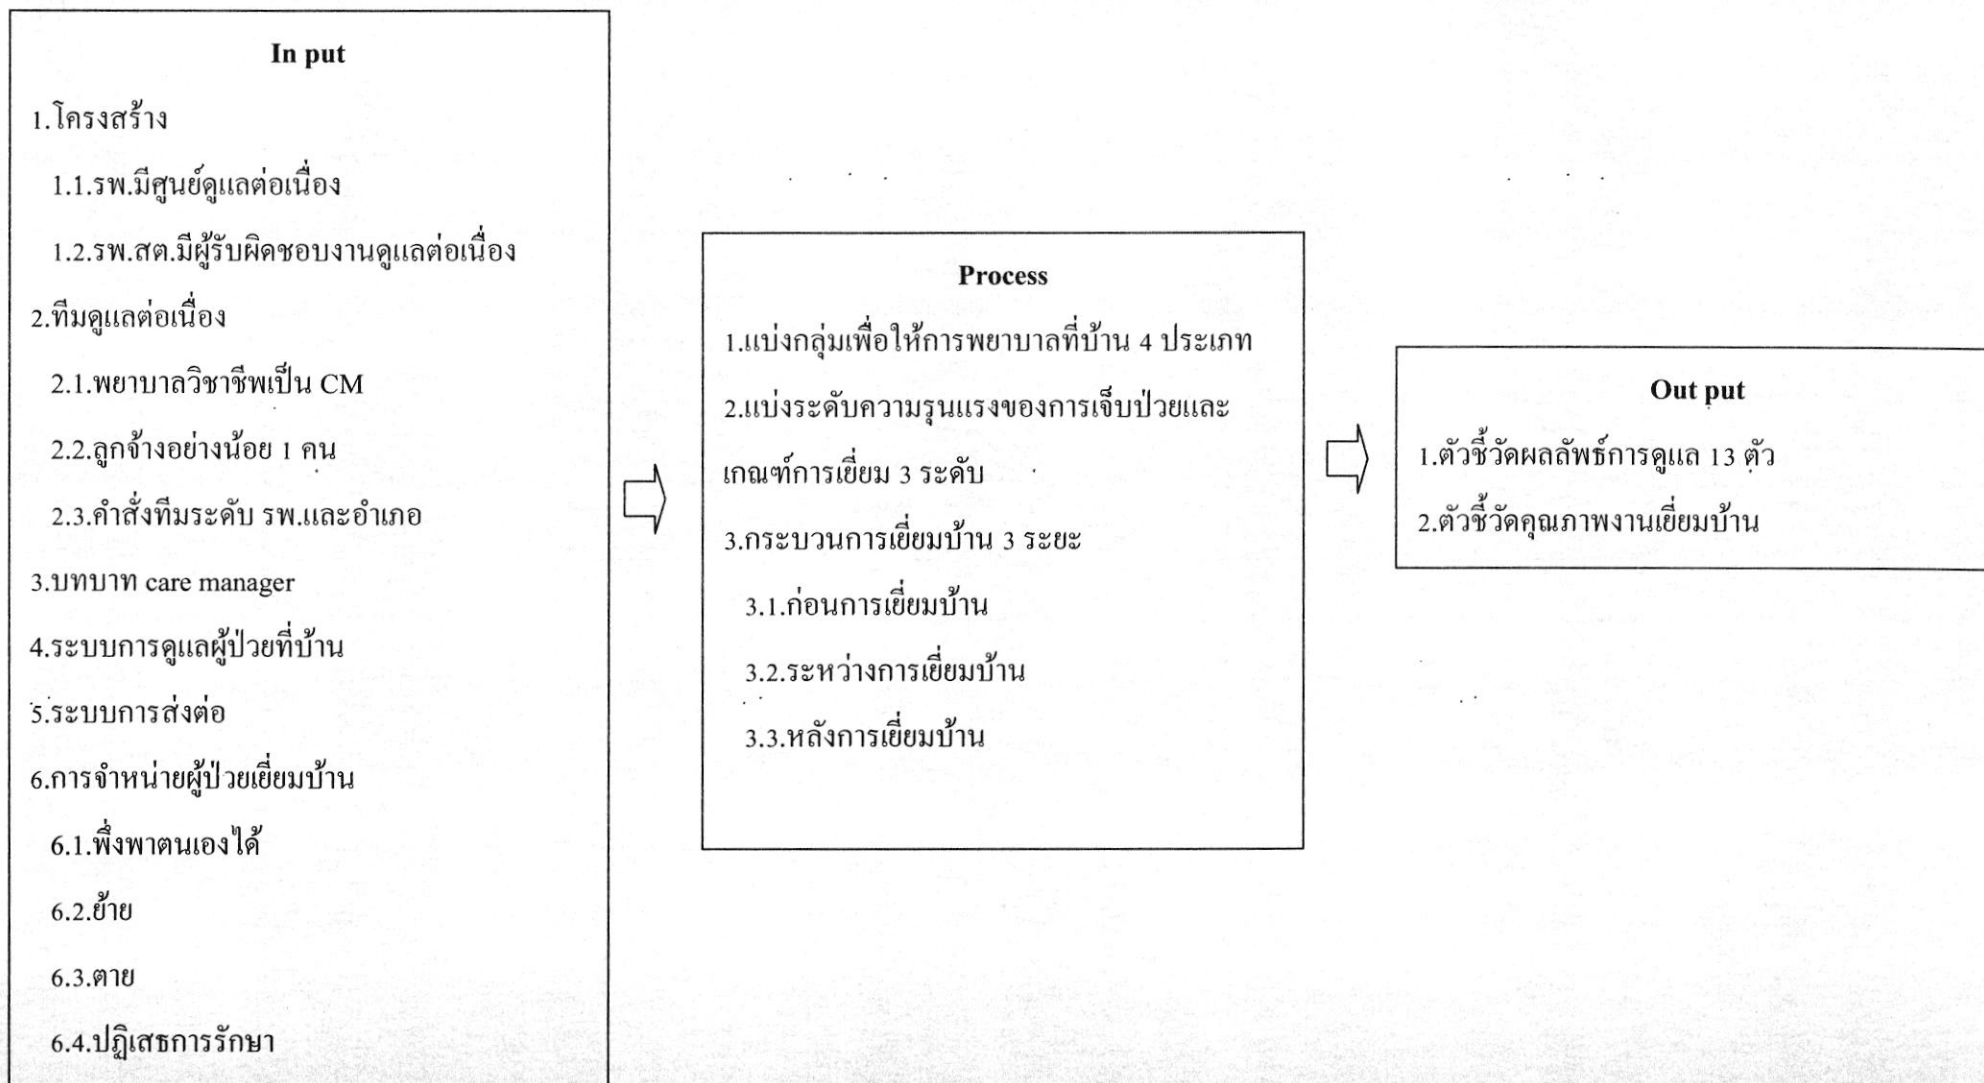 In put
1.โครงสร้าง
1.1.รพ.มีศูนย์ดูแลต่อเนื่อง
1.2.รพ.สต.มีผู้รับผิดชอบงานดูแลต่อเนื่อง
2.ทีมดูแลต่อเนื่อง
2.1.พยาบาลวิชาชีพเป็น CM
2.2.ลูกจ้างอย่างน้อย 1 คน
2.3.คำสั่งทีมระดับ รพ.และอำเภอ
3.บทบาท care manager
4.ระบบการดูแลผู้ป่วยที่บ้าน
5.ระบบการส่งต่อ
6.การจำหน่ายผู้ป่วยเยี่ยมบ้าน
6.1.พึ่งพาตนเองได้
6.2.ย้าย
6.3.ตาย
6.4.ปฏิเสธการรักษา
Process
1.แบ่งกลุ่มเพื่อให้การพยาบาลที่บ้าน 4 ประเภท
2.แบ่งระดับความรุนแรงของการเจ็บป่วยและ
เกณฑ์การเยี่ยม 3 ระดับ
3.กระบวนการเยี่ยมบ้าน 3 ระยะ
3.1.ก่อนการเยี่ยมบ้าน
3.2.ระหว่างการเยี่ยมบ้าน
3.3.หลังการเยี่ยมบ้าน
Out put
1.ตัวชี้วัดผลลัพธ์การดูแล 13 ตัว
2.ตัวชี้วัดคุณภาพงานเยี่ยมบ้าน